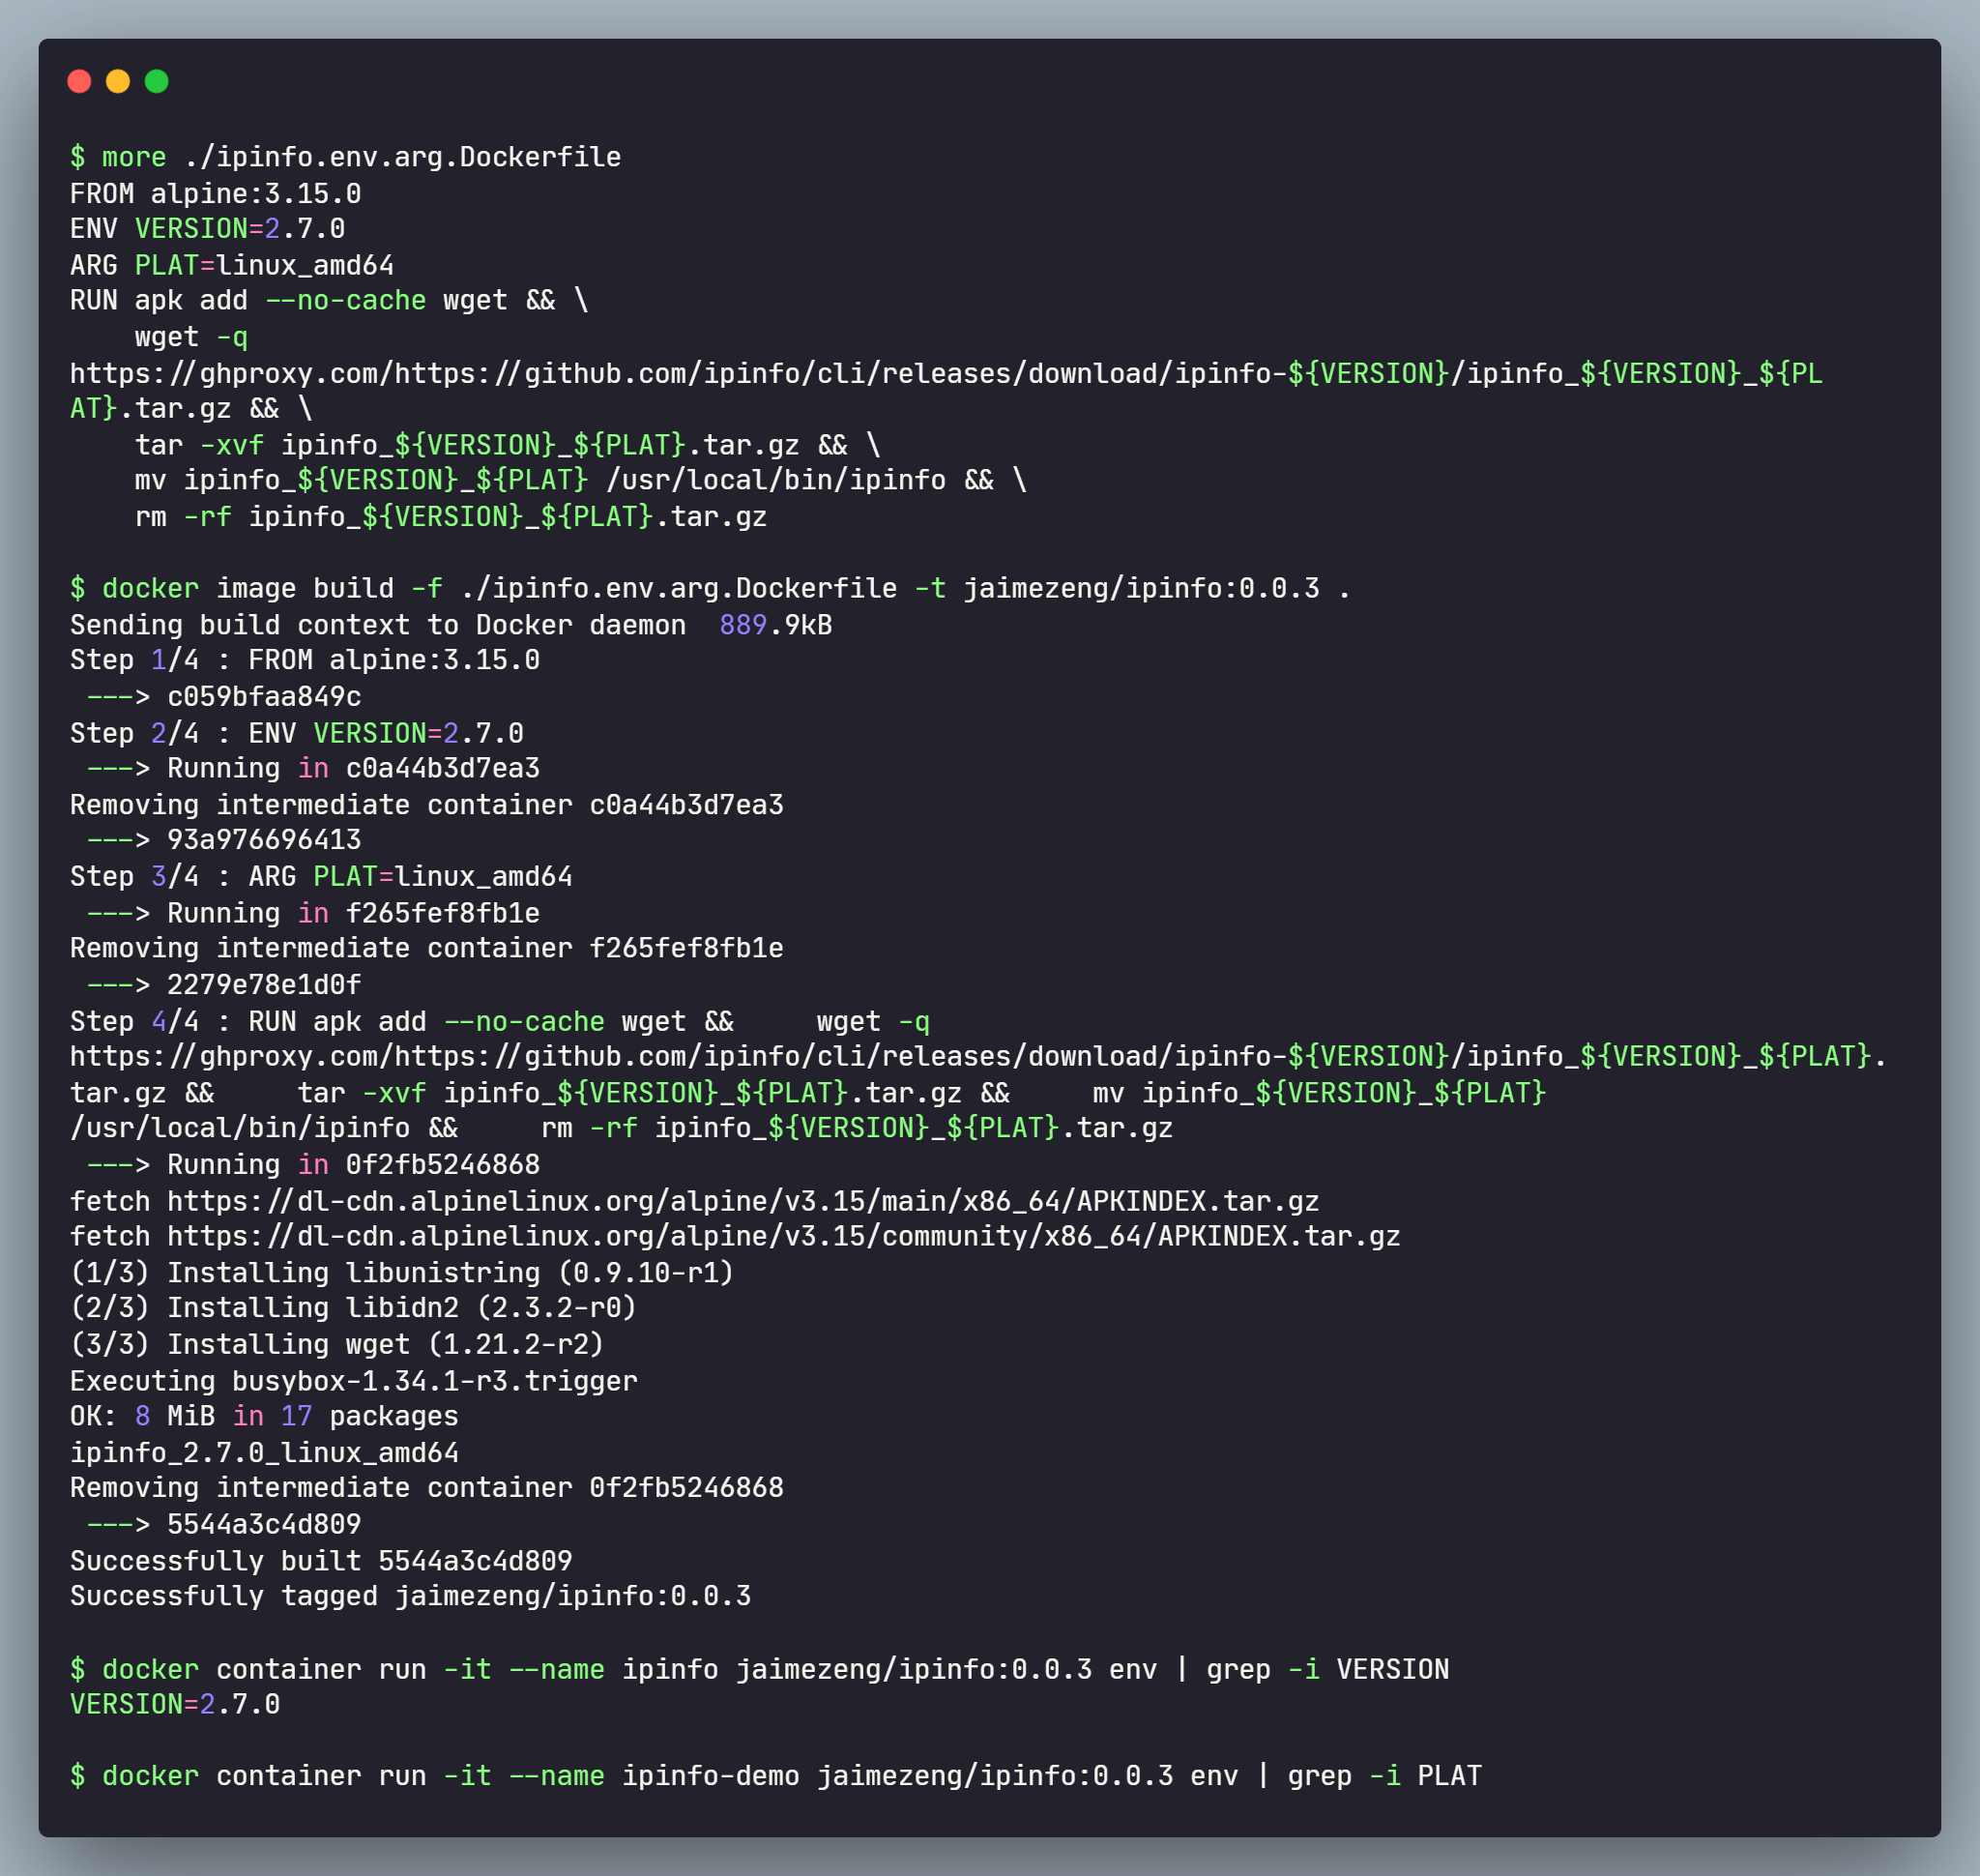 $ more ./ipinfo.env.arg.Dockerfile
FROM alpine:3.15.0
ENV VERSION=2.7.0
ARG PLAT=linux_amd64
RUN apk add --no-cache wget && \
    wget -q
https://ghproxy.com/https://github.com/ipinfo/cli/releases/download/ipinfo-${VERSION}/ipinfo_${VERSION}_${PL
AT}.tar.gz && \
    tar -xvf ipinfo_${VERSION}_${PLAT}.tar.gz && \
    mv ipinfo_${VERSION}_${PLAT} /usr/local/bin/ipinfo && \
    rm -rf ipinfo_${VERSION}_${PLAT}.tar.gz

$ docker image build -f ./ipinfo.env.arg.Dockerfile -t jaimezeng/ipinfo:0.0.3 .
Sending build context to Docker daemon  889.9kB
Step 1/4 : FROM alpine:3.15.0
 ---> c059bfaa849c
Step 2/4 : ENV VERSION=2.7.0
 ---> Running in c0a44b3d7ea3
Removing intermediate container c0a44b3d7ea3
 ---> 93a976696413
Step 3/4 : ARG PLAT=linux_amd64
 ---> Running in f265fef8fb1e
Removing intermediate container f265fef8fb1e
 ---> 2279e78e1d0f
Step 4/4 : RUN apk add --no-cache wget &&     wget -q
https://ghproxy.com/https://github.com/ipinfo/cli/releases/download/ipinfo-${VERSION}/ipinfo_${VERSION}_${PLAT}.
tar.gz &&     tar -xvf ipinfo_${VERSION}_${PLAT}.tar.gz &&     mv ipinfo_${VERSION}_${PLAT}
/usr/local/bin/ipinfo &&     rm -rf ipinfo_${VERSION}_${PLAT}.tar.gz
 ---> Running in 0f2fb5246868
fetch https://dl-cdn.alpinelinux.org/alpine/v3.15/main/x86_64/APKINDEX.tar.gz
fetch https://dl-cdn.alpinelinux.org/alpine/v3.15/community/x86_64/APKINDEX.tar.gz
(1/3) Installing libunistring (0.9.10-r1)
(2/3) Installing libidn2 (2.3.2-r0)
(3/3) Installing wget (1.21.2-r2)
Executing busybox-1.34.1-r3.trigger
OK: 8 MiB in 17 packages
ipinfo_2.7.0_linux_amd64
Removing intermediate container 0f2fb5246868
 ---> 5544a3c4d809
Successfully built 5544a3c4d809
Successfully tagged jaimezeng/ipinfo:0.0.3

$ docker container run -it --name ipinfo jaimezeng/ipinfo:0.0.3 env | grep -i VERSION
VERSION=2.7.0

$ docker container run -it --name ipinfo-demo jaimezeng/ipinfo:0.0.3 env | grep -i PLAT